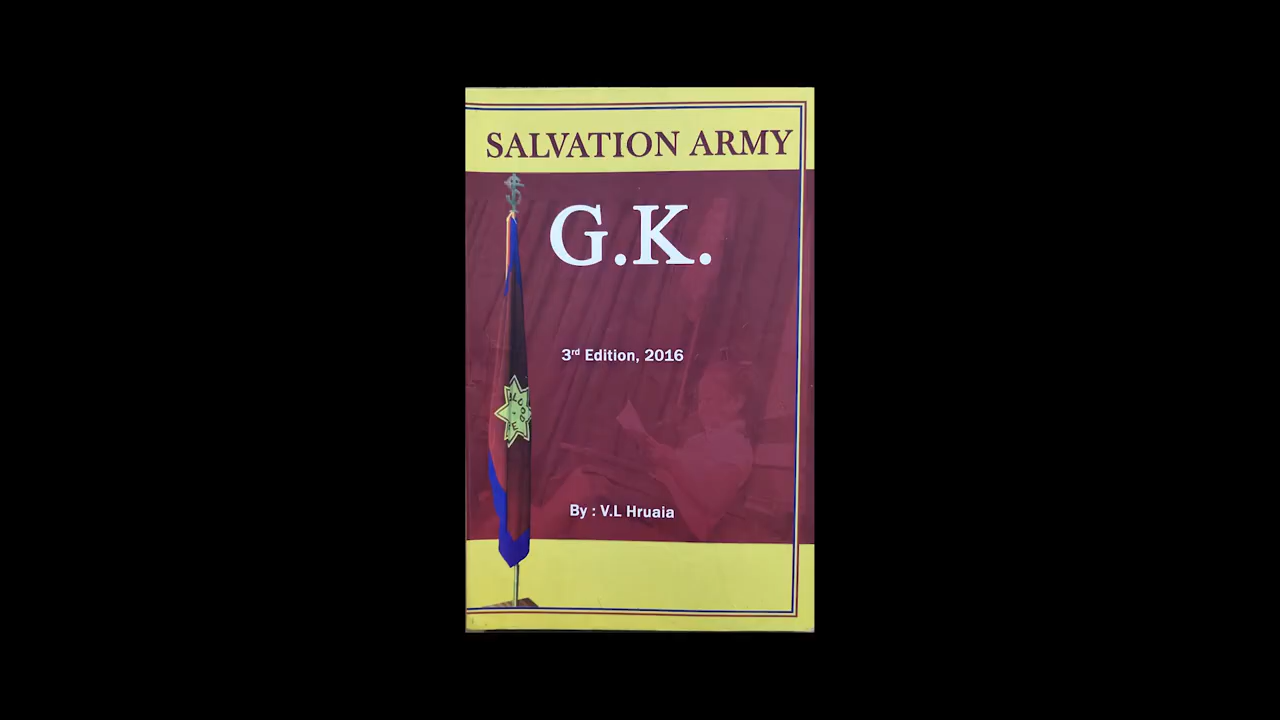 SALVATION ARMY
G.K.
3rd Edition, 2016
By : V.L Hruaia